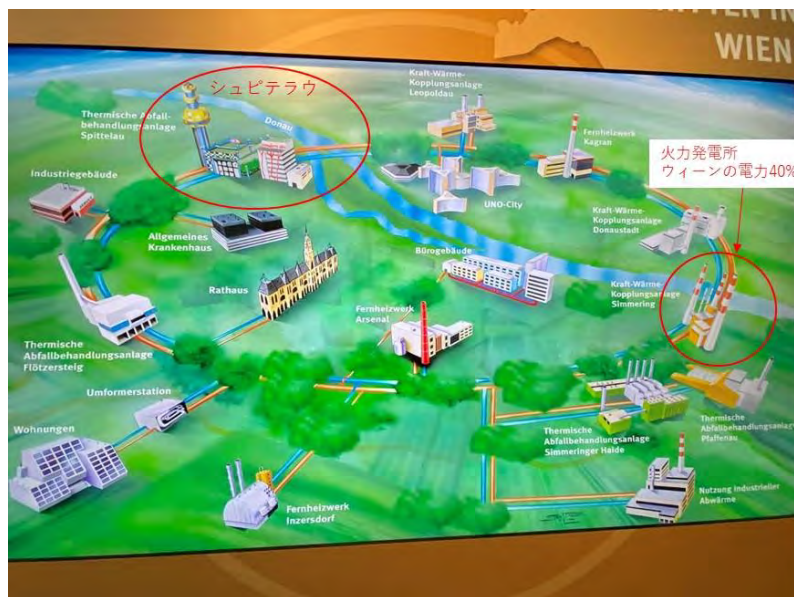 WIEN
シュピテラウ
Thermische Abfall-
behandlungsanlage
Spittelau
Donau
Kraft-Wärme-
Kopplungsanlage
Leopoldau
Fernheizwerk
Kagran
火力発電所
ウィーンの電力40%
Industriegebäude
UNO-City
Kraft-Wärme-
Kopplungsanlage
Donaustadt
Allgemeines
Krankenhaus
Bürogebäude
Rathaus
Kraft-Wärme-
Kopplungsanlage
Simmering
Fernheizwerk
Arsenal
Thermische
Abfallbehandlungsanlage
Flötzersteig
Umformerstation
Wohnungen
Thermische
Abfallbehandlungsanlage
Simmeringer Haide
Thermische
Abfallbehandlungsanlage
Pfaffenau
Fernheizwerk
Inzersdorf
Nutzung Industrieller
Abwärme